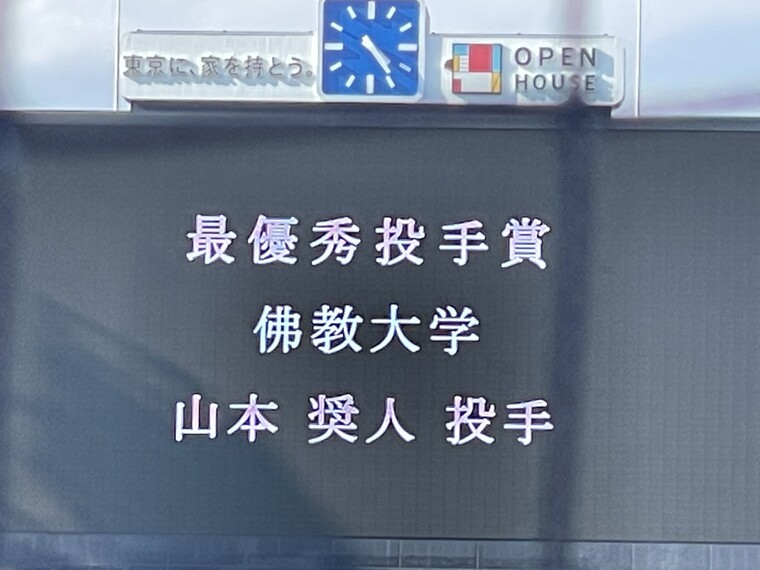 東京に、家を持とう。
OPEN
HOUSE
最優秀投手賞
佛教大学
山本 奨人 投手